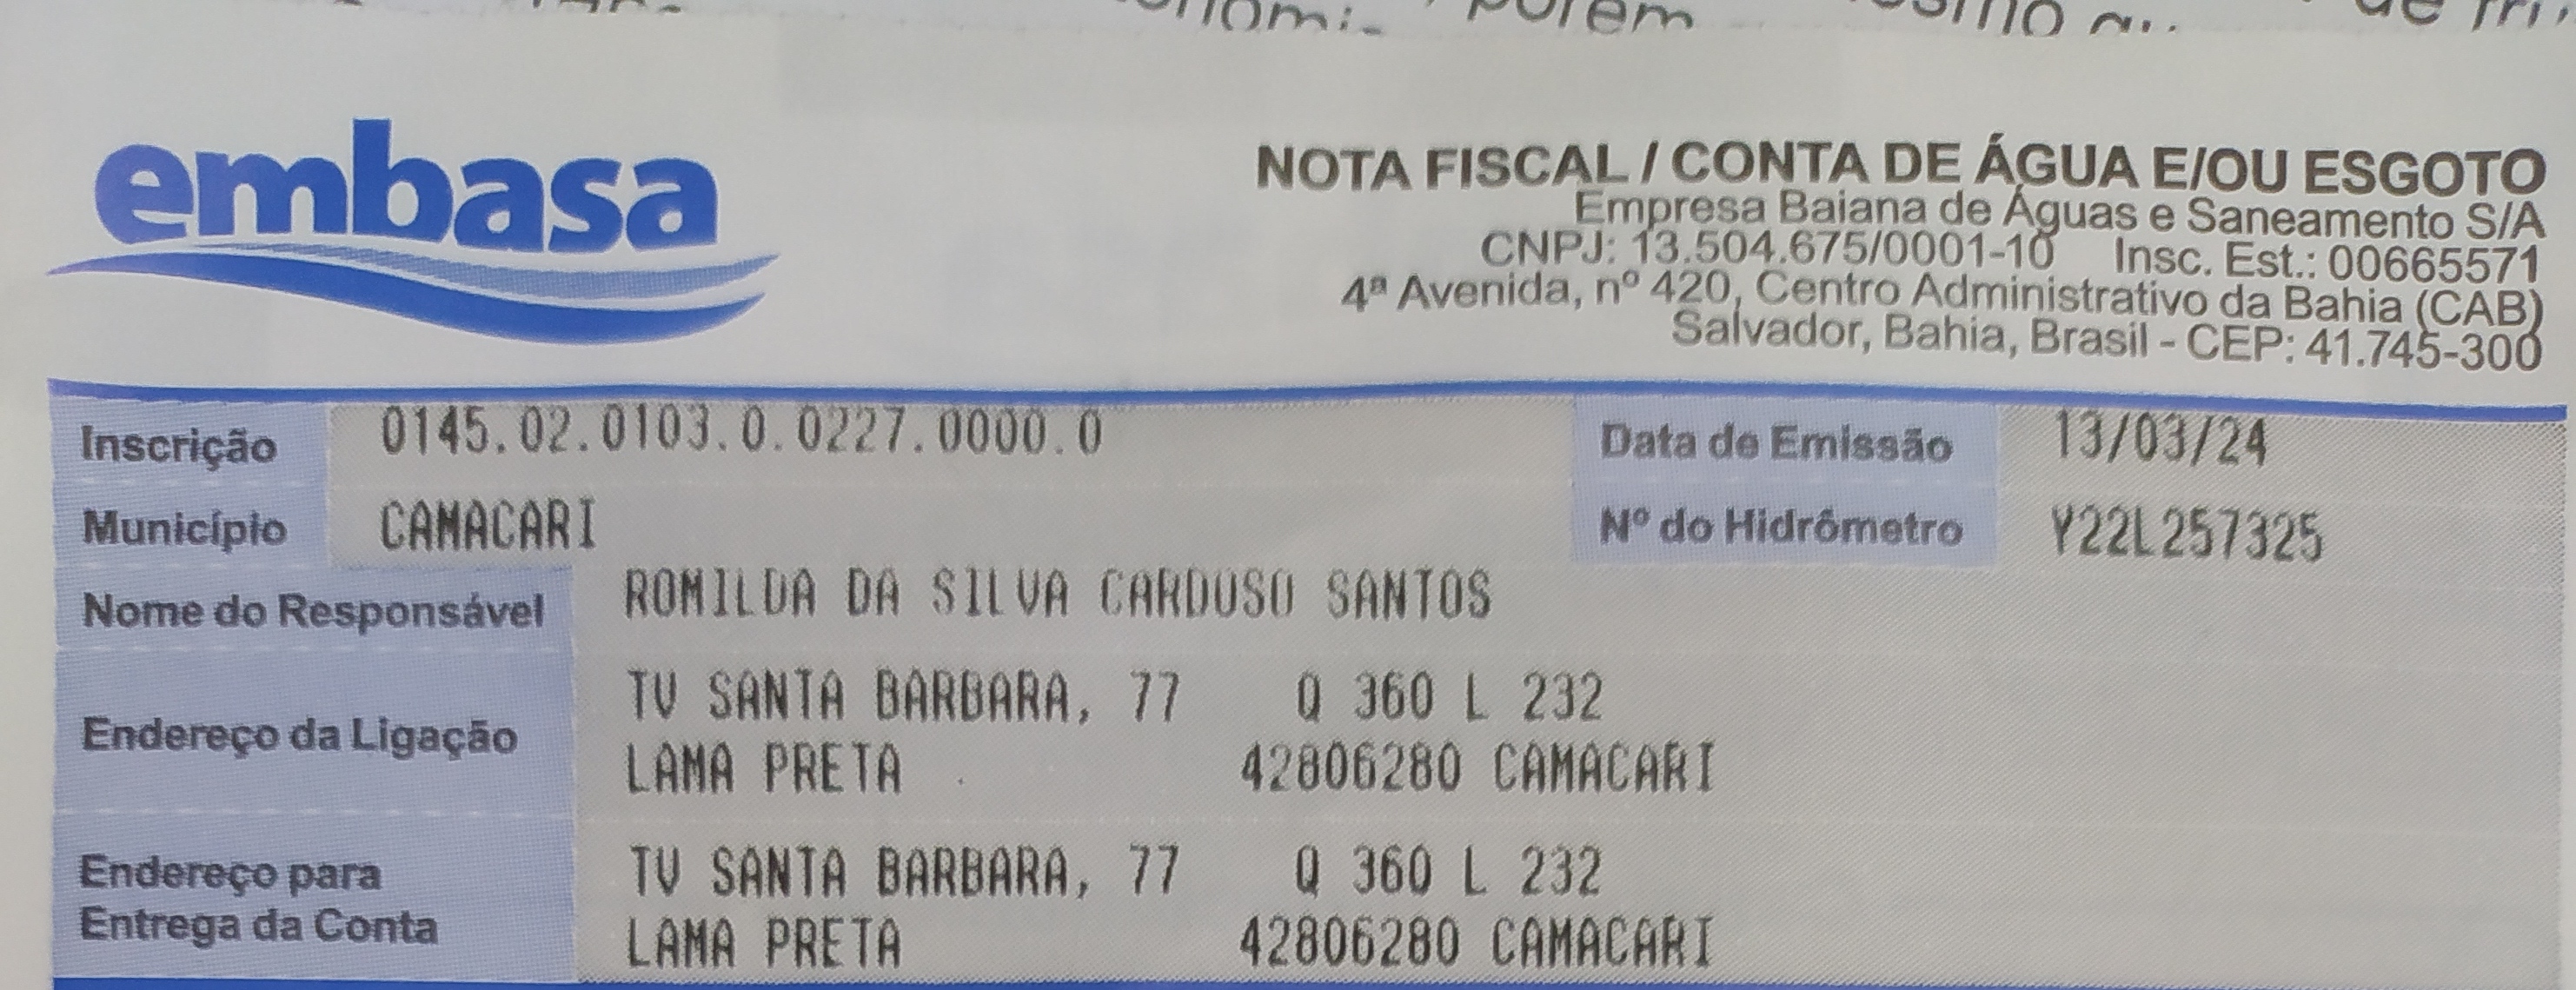 embasa
NOTA FISCAL / CONTA DE ÁGUA E/OU ESGOTO
Empresa Baiana de Águas e Saneamento S/A
CNPJ: 13.504.675/0001-10 Insc. Est.: 00665571
4ª Avenida, nº 420, Centro Administrativo da Bahia (CAB)
Salvador, Bahia, Brasil - CEP: 41.745-300
Inscrição 0145.02.0103.0.0227.0000.0 Data de Emissão 13/03/24
Município CAMACARI Nº do Hidrômetro Y22L257325
Nome do Responsável ROMILDA DA SILVA CARDOSO SANTOS
Endereço da Ligação TV SANTA BARBARA, 77 Q 360 L 232
LAMA PRETA 42806280 CAMACARI
Endereço para Entrega da Conta TV SANTA BARBARA, 77 Q 360 L 232
LAMA PRETA 42806280 CAMACARI